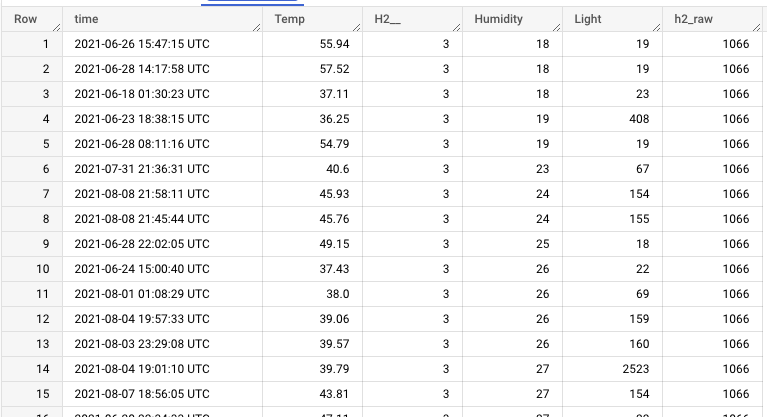 Row time Temp H2__ Humidity Light h2_raw
1 2021-06-26 15:47:15 UTC 55.94 3 18 19 1066
2 2021-06-28 14:17:58 UTC 57.52 3 18 19 1066
3 2021-06-18 01:30:23 UTC 37.11 3 18 23 1066
4 2021-06-23 18:38:15 UTC 36.25 3 19 408 1066
5 2021-06-28 08:11:16 UTC 54.79 3 19 19 1066
6 2021-07-31 21:36:31 UTC 40.6 3 23 67 1066
7 2021-08-08 21:58:11 UTC 45.93 3 24 154 1066
8 2021-08-08 21:45:44 UTC 45.76 3 24 155 1066
9 2021-06-28 22:02:05 UTC 49.15 3 25 18 1066
10 2021-06-24 15:00:40 UTC 37.43 3 26 22 1066
11 2021-08-01 01:08:29 UTC 38.0 3 26 69 1066
12 2021-08-04 19:57:33 UTC 39.06 3 26 159 1066
13 2021-08-03 23:29:08 UTC 39.57 3 26 160 1066
14 2021-08-04 19:01:10 UTC 39.79 3 27 2523 1066
15 2021-08-07 18:56:05 UTC 43.81 3 27 154 1066